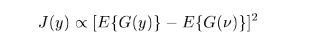 J(y) ∝ [E{G(y)} − E{G(ν)}]²